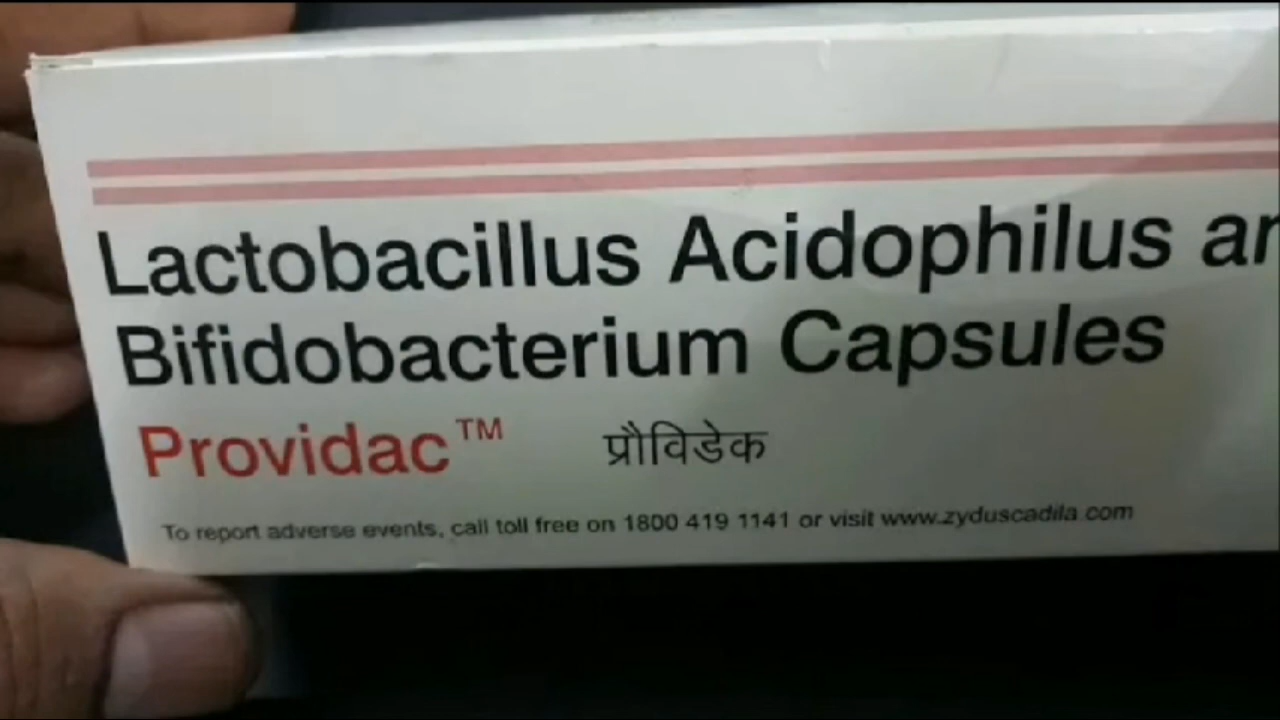 Lactobacillus Acidophilus
Bifidobacterium Capsules
Providac™ प्रौविडेक
To report adverse events, call toll free on 1800 419 1141 or visit www.zyduscadila.com